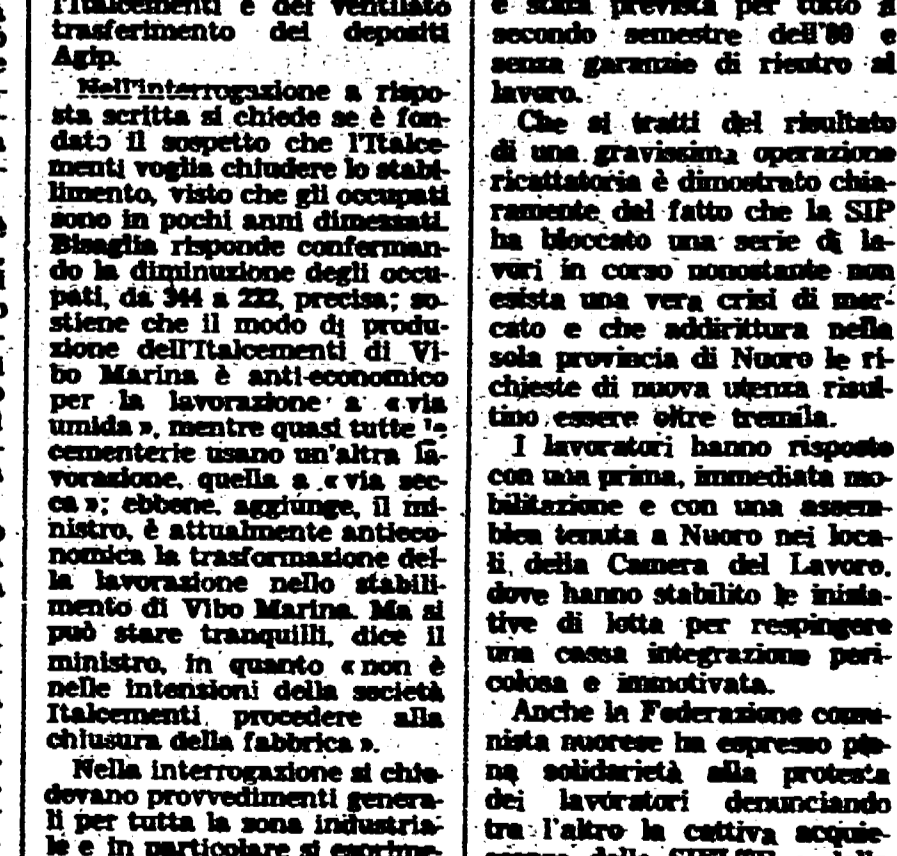 l'Italcementi e del ventilato
trasferimento dei depositi
Agip.
Nell'interrogazione a rispo-
sta scritta si chiede se è fon-
dato il sospetto che l'Italce-
menti voglia chiudere lo stabi-
limento, visto che gli occupati
sono in pochi anni dimezzati.
Bisaglia risponde conferman-
do la diminuzione degli occu-
pati, da 344 a 222, precisa; so-
stiene che il modo di produ-
zione dell'Italcementi di Vi-
bo Marina è anti-economico
per la lavorazione a « via
umida », mentre quasi tutte le
cementerie usano un'altra la-
vorazione, quella a « via sec-
ca »; ebbene, aggiunge, il mi-
nistro, è attualmente antieco-
nomica la trasformazione del-
la lavorazione nello stabili-
mento di Vibo Marina. Ma si
può stare tranquilli, dice il
ministro, in quanto « non è
nelle intensioni della società
Italcementi procedere alla
chiusura della fabbrica ».
Nella interrogazione si chie-
devano provvedimenti genera-
li per tutta la zona industria-
le e in particolare si esprime-
è stata prevista per tutto il
secondo semestre dell'80 e
senza garanzie di rientro al
lavoro.
Che si tratti del risultato
di una gravissima operazione
ricattatoria è dimostrato chia-
ramente dal fatto che la SIP
ha bloccato una serie di la-
vori in corso nonostante non
esista una vera crisi di mer-
cato e che addirittura nella
sola provincia di Nuoro le ri-
chieste di nuova utenza risul-
tino essere oltre tremila.
I lavoratori hanno risposto
con una prima, immediata mo-
bilitazione e con una assem-
blea tenuta a Nuoro nei loca-
li della Camera del Lavoro,
dove hanno stabilito le inizia-
tive di lotta per respingere
una cassa integrazione peri-
colosa e immotivata.
Anche la Federazione comu-
nista nuorese ha espresso pie-
na solidarietà alla protesta
dei lavoratori denunciando
tra l'altro la cattiva acquie-